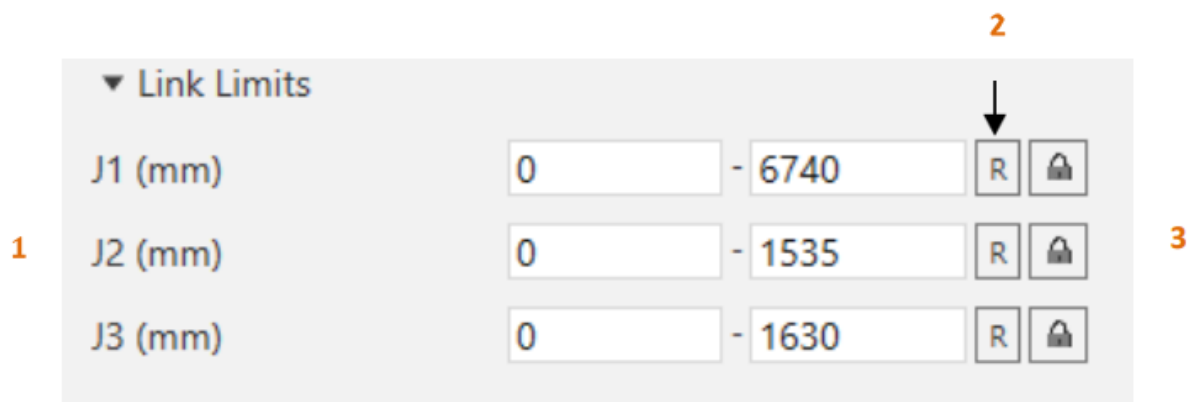 2
▼ Link Limits
J1 (mm) 0 - 6740 R
1 J2 (mm) 0 - 1535 R 3
J3 (mm) 0 - 1630 R